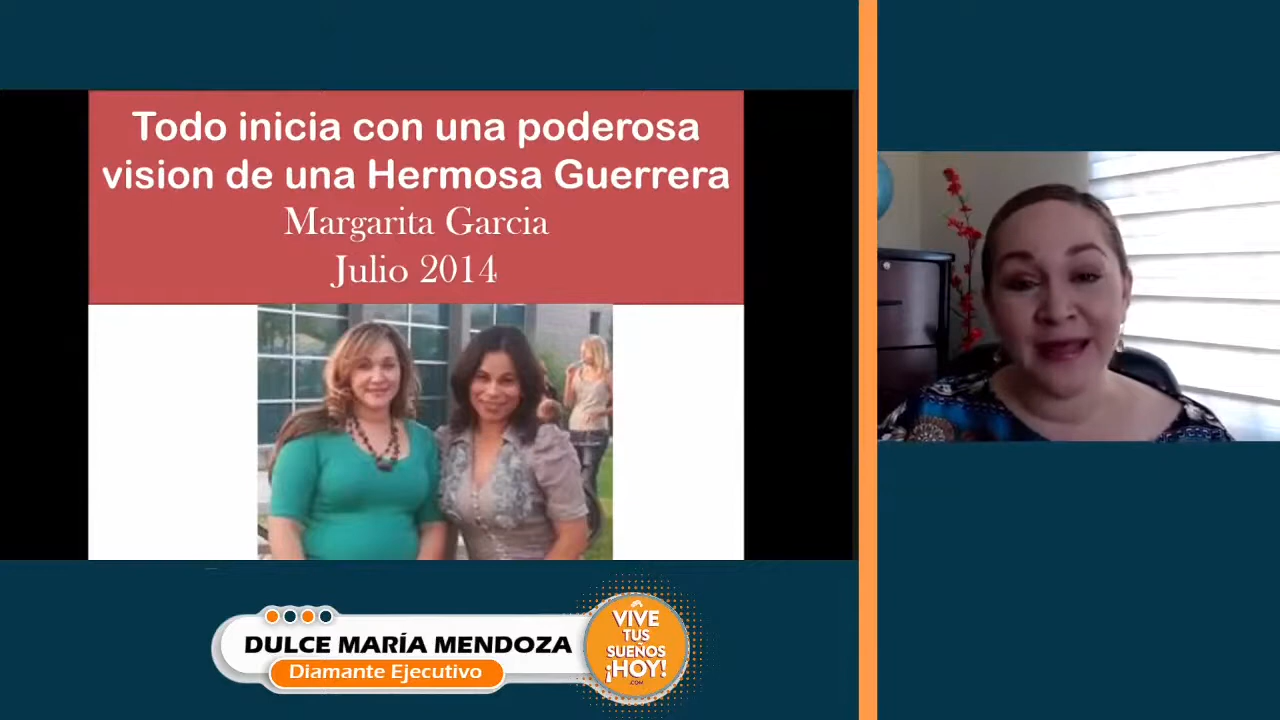 Todo inicia con una poderosa
vision de una Hermosa Guerrera
Margarita Garcia
Julio 2014
DULCE MARÍA MENDOZA
Diamante Ejecutivo
VIVE
TUS
SUEÑOS
¡HOY!
.COM